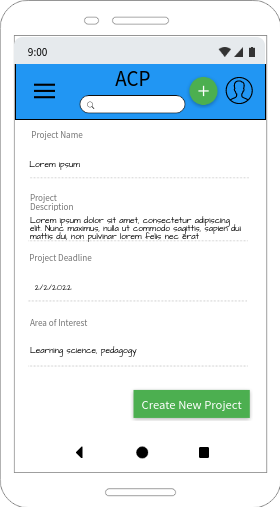 9:00
ACP
Project Name
Lorem ipsum
Project
Description
Lorem ipsum dolor sit amet, consectetur adipiscing
elit. Nunc maximus, nulla ut commodo sagittis, sapien dui
mattis dui, non pulvinar lorem felis nec erat
Project Deadline
2/2/2022
Area of Interest
Learning science, pedagogy
Create New Project